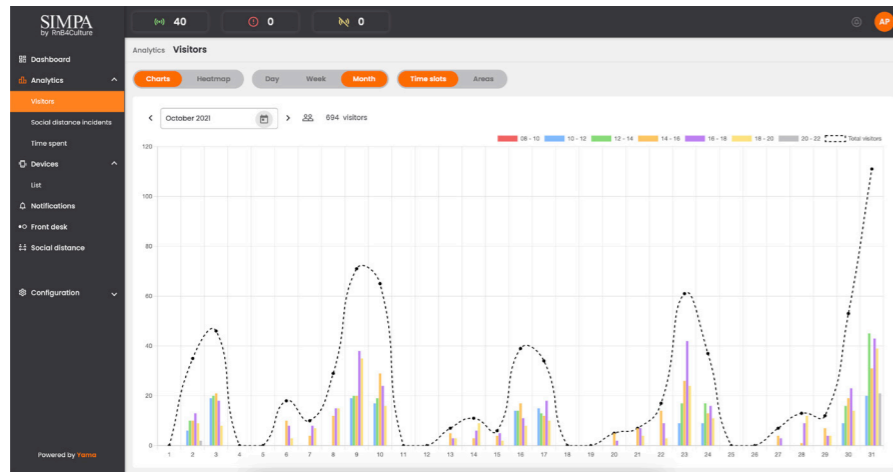 SIMPA
by RnB4Culture
40
0
0
AP
Analytics Visitors
Dashboard
Analytics
Visitors
Social distance incidents
Time spent
Devices
List
Notifications
Front desk
Social distance
Configuration
Powered by Yamo
Charts Heatmap Day Week Month Time slots Areas
October 2021 694 visitors
08 - 10 10 - 12 12 - 14 14 - 16 16 - 18 18 - 20 20 - 22 Total visitors
120
100
80
60
40
20
0
1 2 3 4 5 6 7 8 9 10 11 12 13 14 15 16 17 18 19 20 21 22 23 24 25 26 27 28 29 30 31